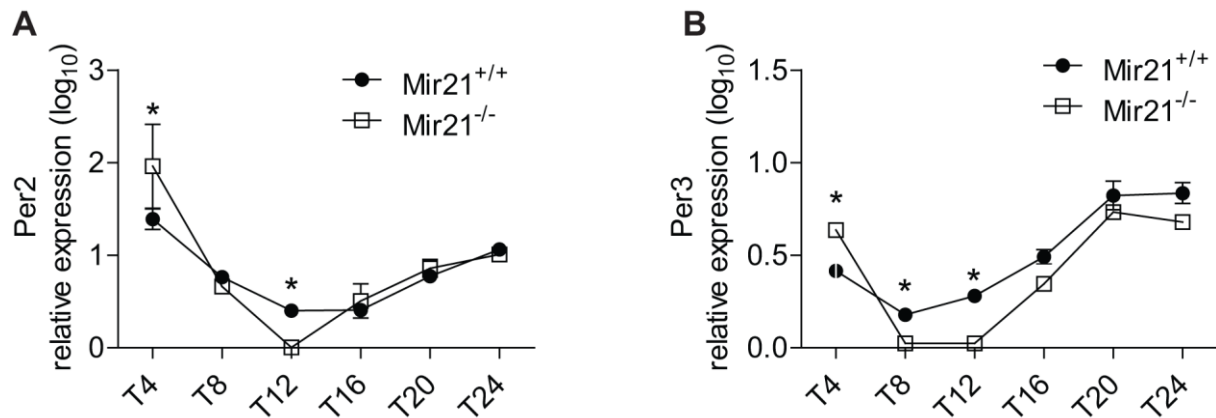 A
Per2
relative expression (log10)
3
2
1
0
*
*
Mir21+/+
Mir21-/-
T4
T8
T12
T16
T20
T24
B
Per3
relative expression (log10)
1.5
1.0
0.5
0.0
*
*
*
Mir21+/+
Mir21-/-
T4
T8
T12
T16
T20
T24